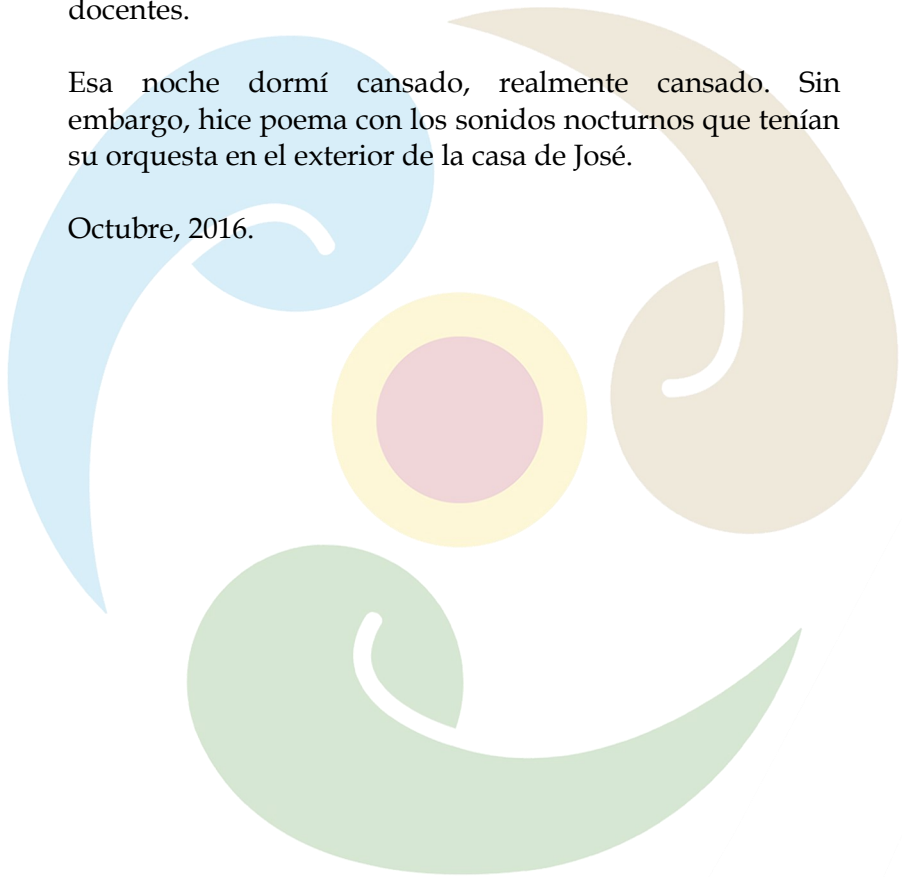 docentes.
Esa noche dormí cansado, realmente cansado. Sin
embargo, hice poema con los sonidos nocturnos que tenían
su orquesta en el exterior de la casa de José.
Octubre, 2016.